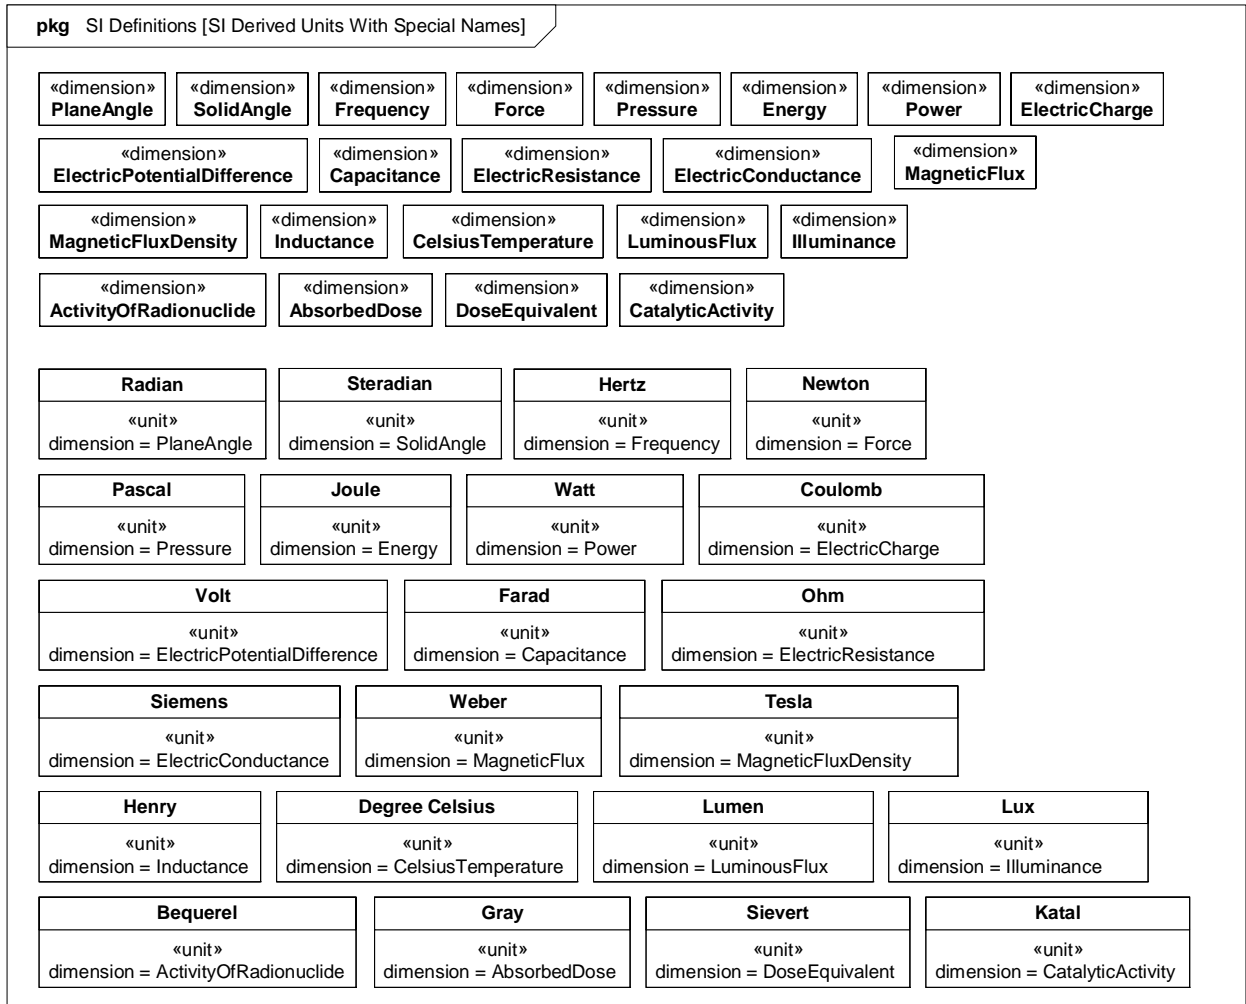 pkg SI Definitions [SI Derived Units With Special Names]
«dimension» «dimension» «dimension» «dimension» «dimension» «dimension» «dimension» «dimension»
PlaneAngle SolidAngle Frequency Force Pressure Energy Power ElectricCharge
«dimension» «dimension» «dimension» «dimension» «dimension»
ElectricPotentialDifference Capacitance ElectricResistance ElectricConductance MagneticFlux
«dimension» «dimension» «dimension» «dimension» «dimension»
MagneticFluxDensity Inductance CelsiusTemperature LuminousFlux Illuminance
«dimension» «dimension» «dimension» «dimension»
ActivityOfRadionuclide AbsorbedDose DoseEquivalent CatalyticActivity
Radian Steradian Hertz Newton
«unit» «unit» «unit» «unit»
dimension = PlaneAngle dimension = SolidAngle dimension = Frequency dimension = Force
Pascal Joule Watt Coulomb
«unit» «unit» «unit» «unit»
dimension = Pressure dimension = Energy dimension = Power dimension = ElectricCharge
Volt Farad Ohm
«unit» «unit» «unit»
dimension = ElectricPotentialDifference dimension = Capacitance dimension = ElectricResistance
Siemens Weber Tesla
«unit» «unit» «unit»
dimension = ElectricConductance dimension = MagneticFlux dimension = MagneticFluxDensity
Henry Degree Celsius Lumen Lux
«unit» «unit» «unit» «unit»
dimension = Inductance dimension = CelsiusTemperature dimension = LuminousFlux dimension = Illuminance
Bequerel Gray Sievert Katal
«unit» «unit» «unit» «unit»
dimension = ActivityOfRadionuclide dimension = AbsorbedDose dimension = DoseEquivalent dimension = CatalyticActivity